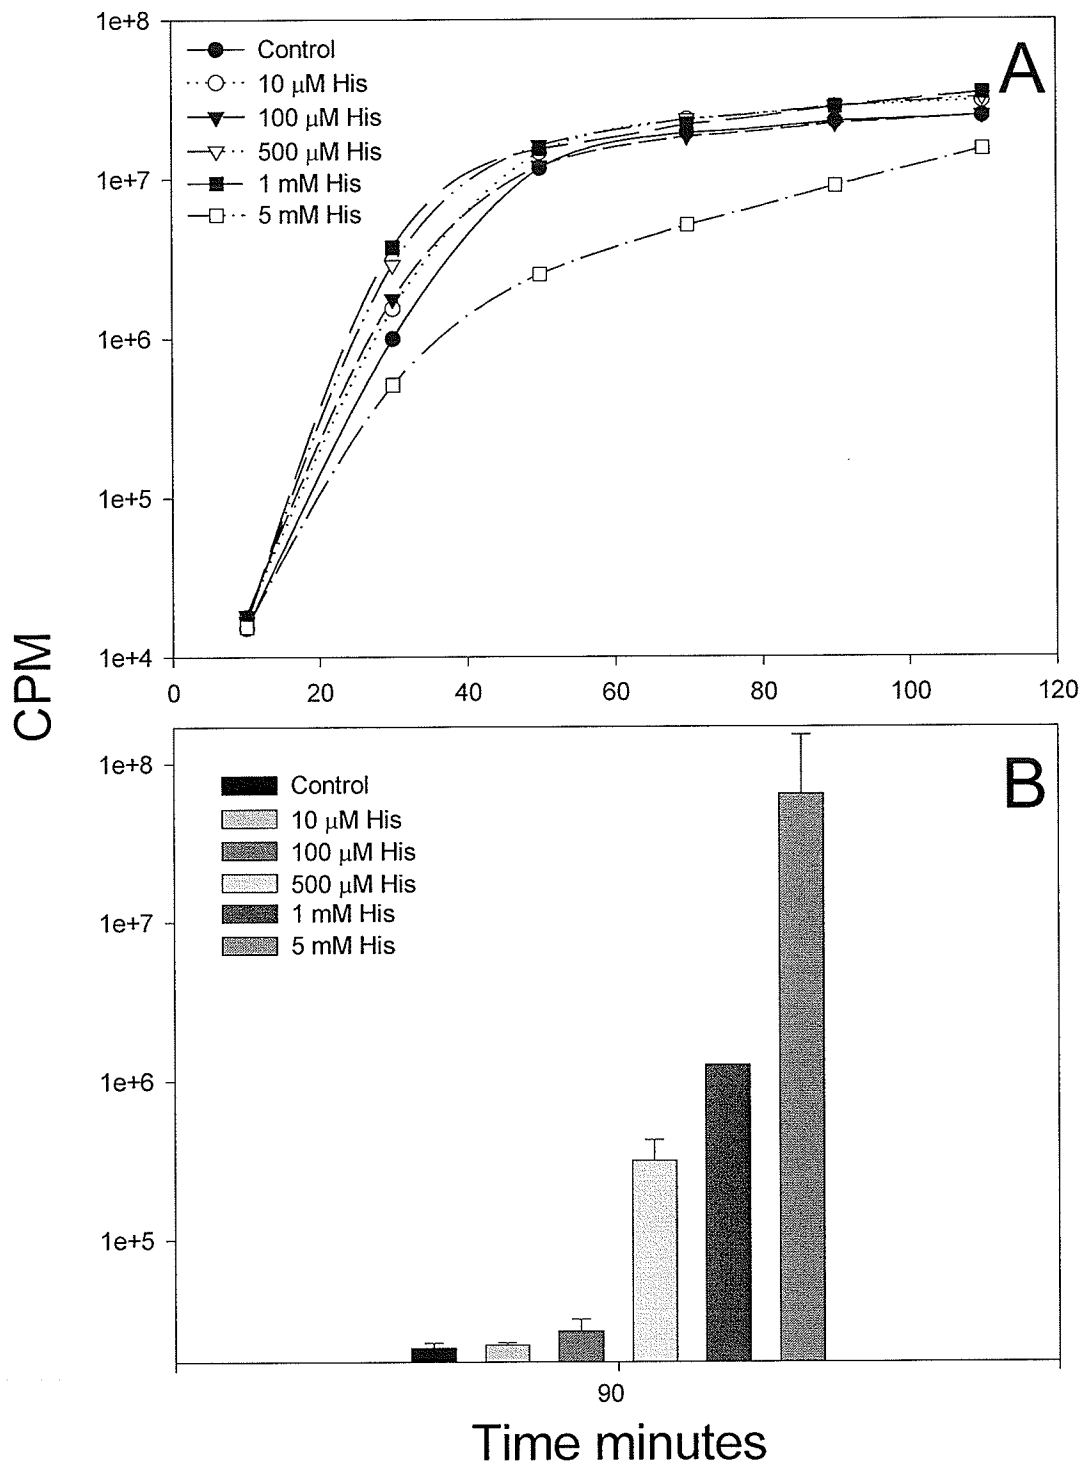 1e+8
A
Control
10 μM His
100 μM His
500 μM His
1 mM His
5 mM His
1e+7
1e+6
1e+5
1e+4
0 20 40 60 80 100 120
CPM
B
1e+8
Control
10 μM His
100 μM His
500 μM His
1 mM His
5 mM His
1e+7
1e+6
1e+5
90
Time minutes